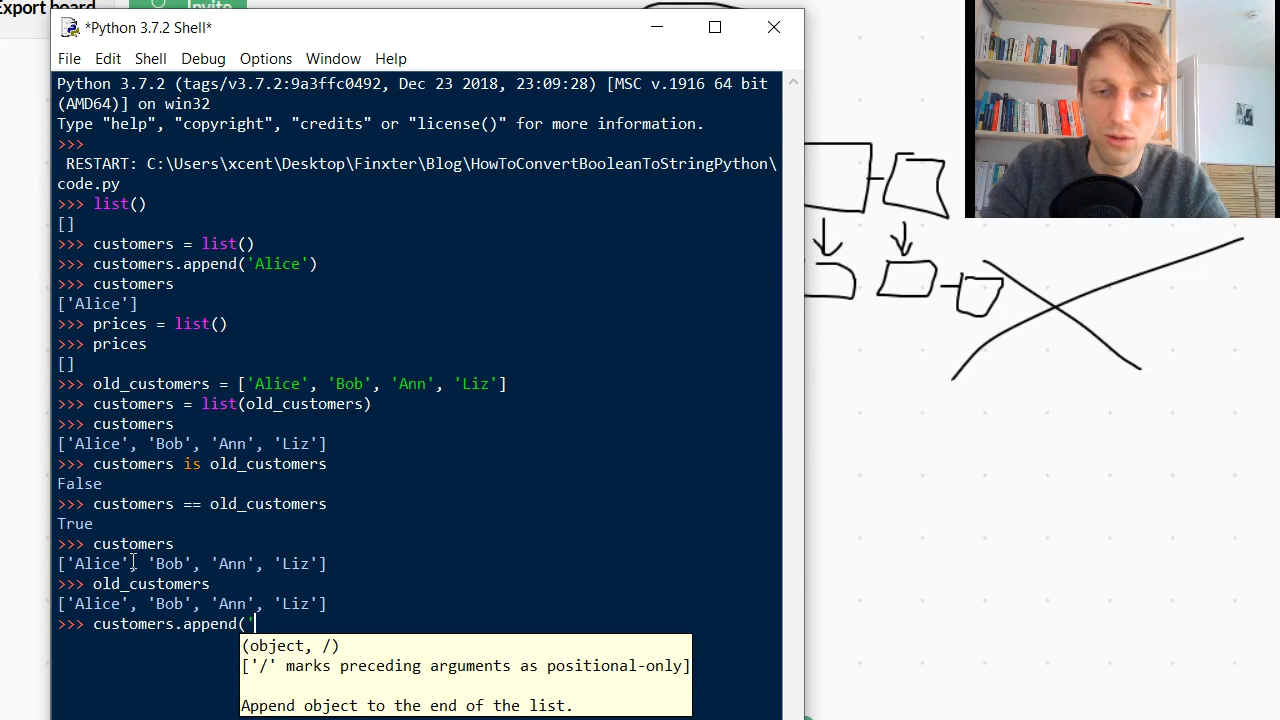 Export board
Invite
*Python 3.7.2 Shell*
File Edit Shell Debug Options Window Help
Python 3.7.2 (tags/v3.7.2:9a3ffc0492, Dec 23 2018, 23:09:28) [MSC v.1916 64 bit
(AMD64)] on win32
Type "help", "copyright", "credits" or "license()" for more information.
>>>
RESTART: C:\Users\xcent\Desktop\Finxter\Blog\HowToConvertBooleanToStringPython\
code.py
>>> list()
[]
>>> customers = list()
>>> customers.append('Alice')
>>> customers
['Alice']
>>> prices = list()
>>> prices
[]
>>> old_customers = ['Alice', 'Bob', 'Ann', 'Liz']
>>> customers = list(old_customers)
>>> customers
['Alice', 'Bob', 'Ann', 'Liz']
>>> customers is old_customers
False
>>> customers == old_customers
True
>>> customers
['Alice', 'Bob', 'Ann', 'Liz']
>>> old_customers
['Alice', 'Bob', 'Ann', 'Liz']
>>> customers.append('
(object, /)
['/' marks preceding arguments as positional-only]
Append object to the end of the list.